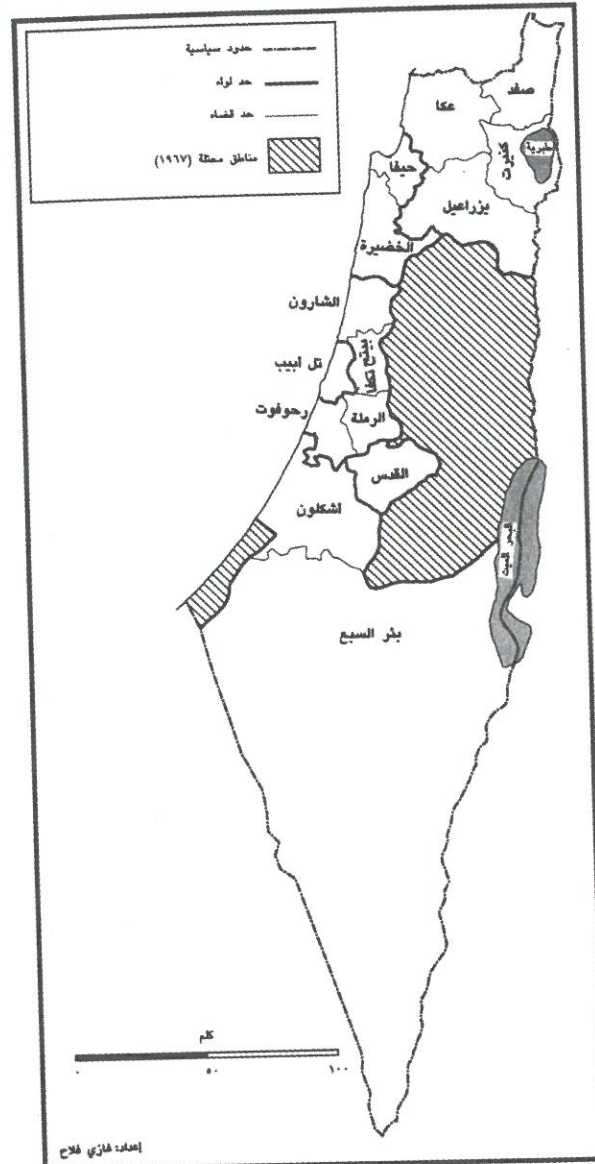 حدود سياسية
حد لواء
حد قضاء
مناطق محتلة (١٩٦٧)
صفد
عكا
طبرية
كنيرت
حيفا
يزراعيل
الخضيرة
الشارون
بيتح تكفا
تل أبيب
رحوفوت
الرملة
القدس
اشكلون
البحر الميت
بئر السبع
كلم
٠ ٥٠ ١٠٠
إعداد: غازي فلاح